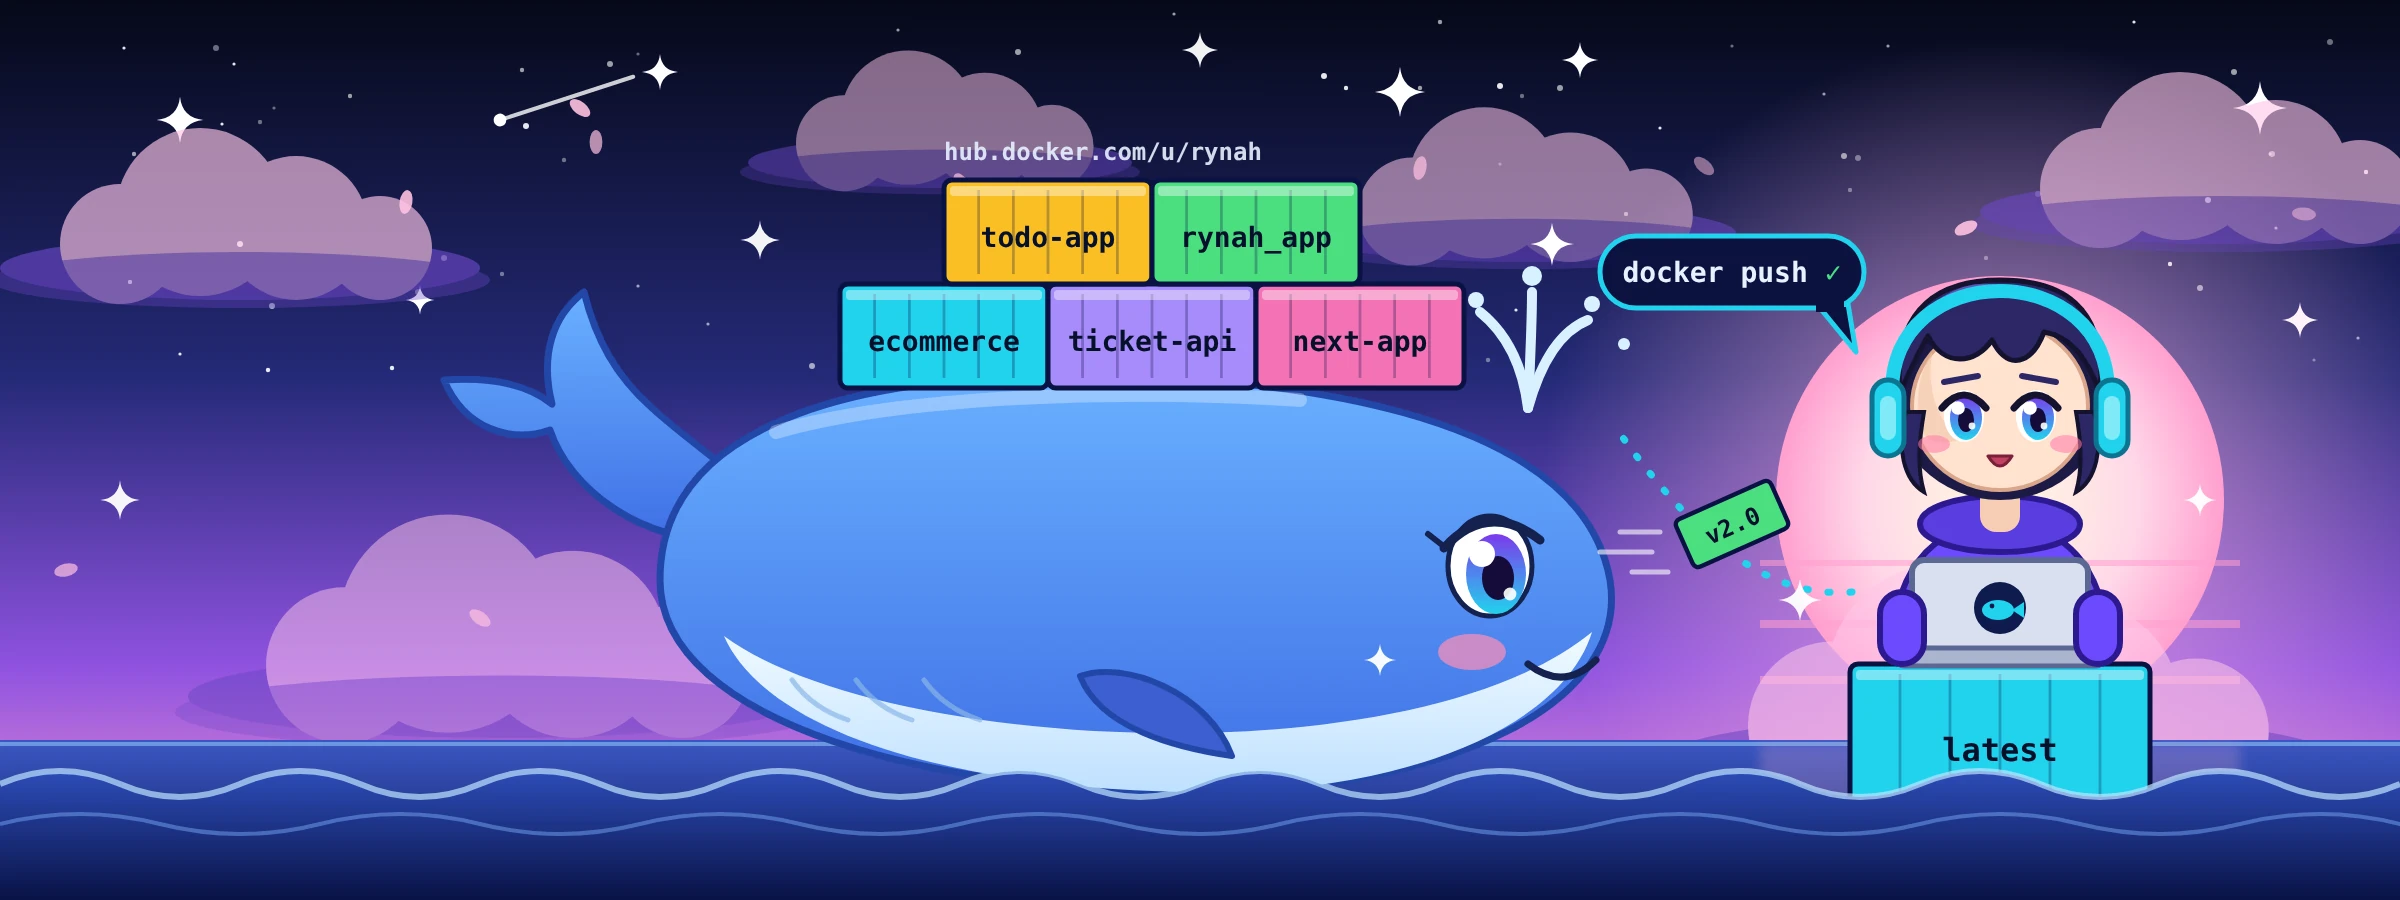 hub.docker.com/u/rynah
todo-app
rynah_app
docker push ✓
ecommerce
ticket-api
next-app
v2.0
latest